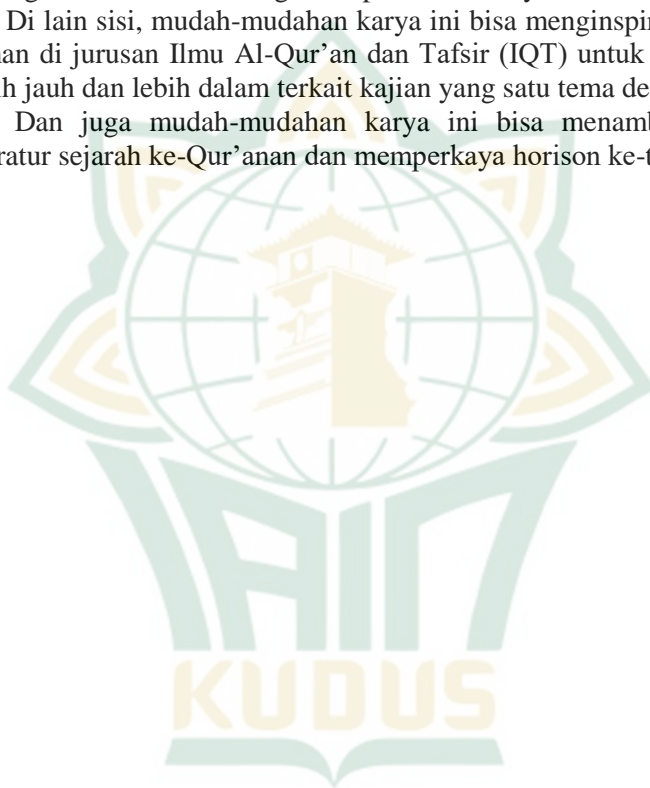 Di lain sisi, mudah-mudahan karya ini bisa menginspir
an di jurusan Ilmu Al-Qur’an dan Tafsir (IQT) untuk
h jauh dan lebih dalam terkait kajian yang satu tema de
Dan juga mudah-mudahan karya ini bisa menamb
ratur sejarah ke-Qur’anan dan memperkaya horison ke-t
IAIN
KUDUS